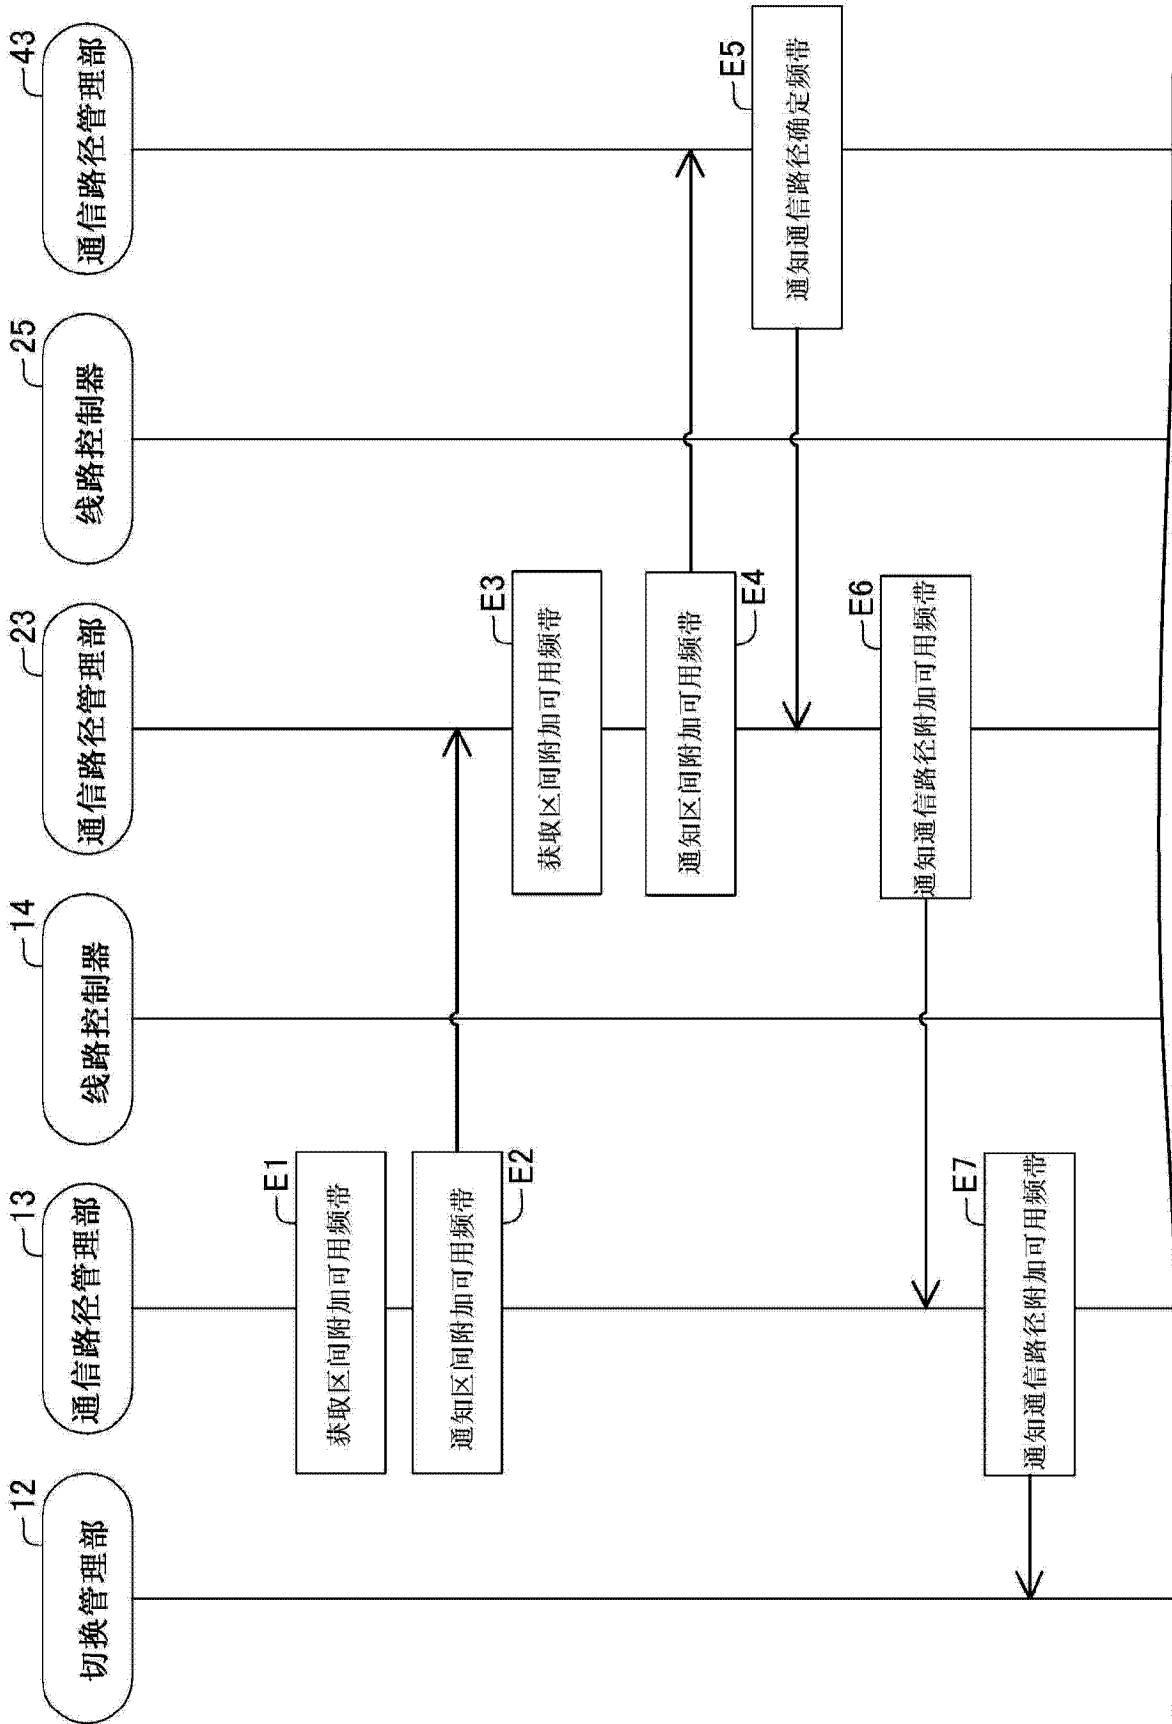 切换管理部
12
通信路径管理部
13
线路控制器
14
通信路径管理部
23
线路控制器
25
通信路径管理部
43
获取区间附加可用频带
E1
通知区间附加可用频带
E2
获取区间附加可用频带
E3
通知区间附加可用频带
E4
通知通信路径确定频带
E5
通知通信路径附加可用频带
E6
通知通信路径附加可用频带
E7